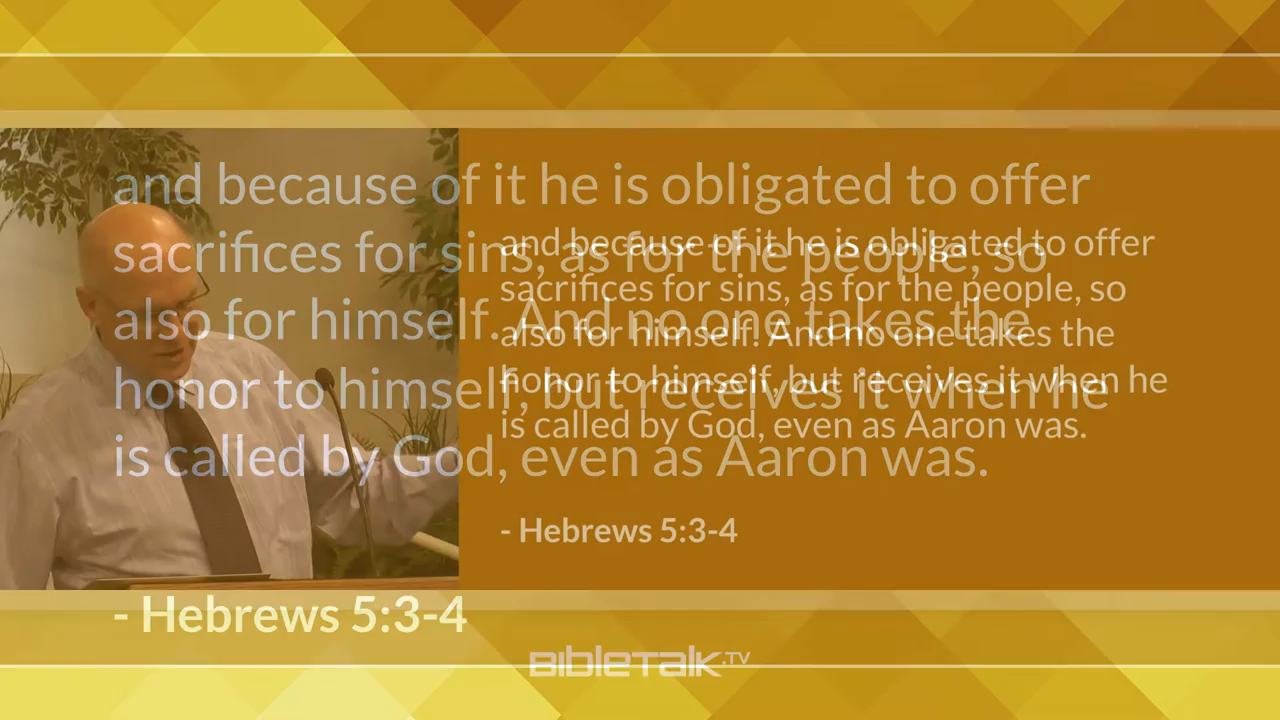 and because of it he is obligated to offer
sacrifices for sins, as for the people, so
also for himself. And no one takes the
honor to himself, but receives it when he
is called by God, even as Aaron was.
- Hebrews 5:3-4
and because of it he is obligated to offer
sacrifices for sins, as for the people, so
also for himself. And no one takes the
honor to himself, but receives it when he
is called by God, even as Aaron was.
- Hebrews 5:3-4
BIBLETALK.TV